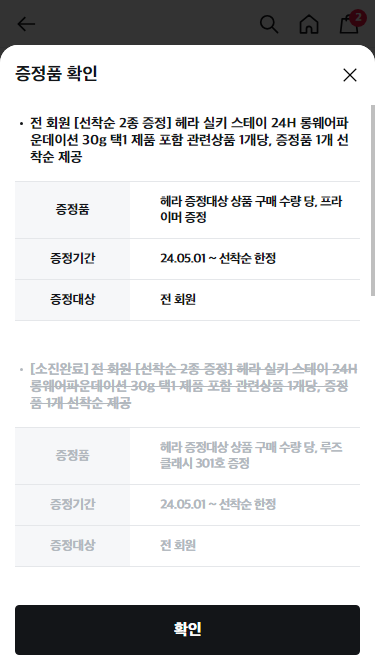 2
증정품 확인
• 전 회원 [선착순 2종 증정] 헤라 실키 스테이 24H 롱웨어파
운데이션 30g 택1 제품 포함 관련상품 1개당, 증정품 1개 선
착순 제공
증정품
헤라 증정대상 상품 구매 수량 당, 프라
이머 증정
증정기간
24.05.01 ~ 선착순 한정
증정대상
전 회원
• [소진완료] 전 회원 [선착순 2종 증정] 헤라 실키 스테이 24H
롱웨어파운데이션 30g 택1 제품 포함 관련상품 1개당, 증정
품 1개 선착순 제공
증정품
헤라 증정대상 상품 구매 수량 당, 루즈
클래시 301호 증정
증정기간
24.05.01 ~ 선착순 한정
증정대상
전 회원
확인